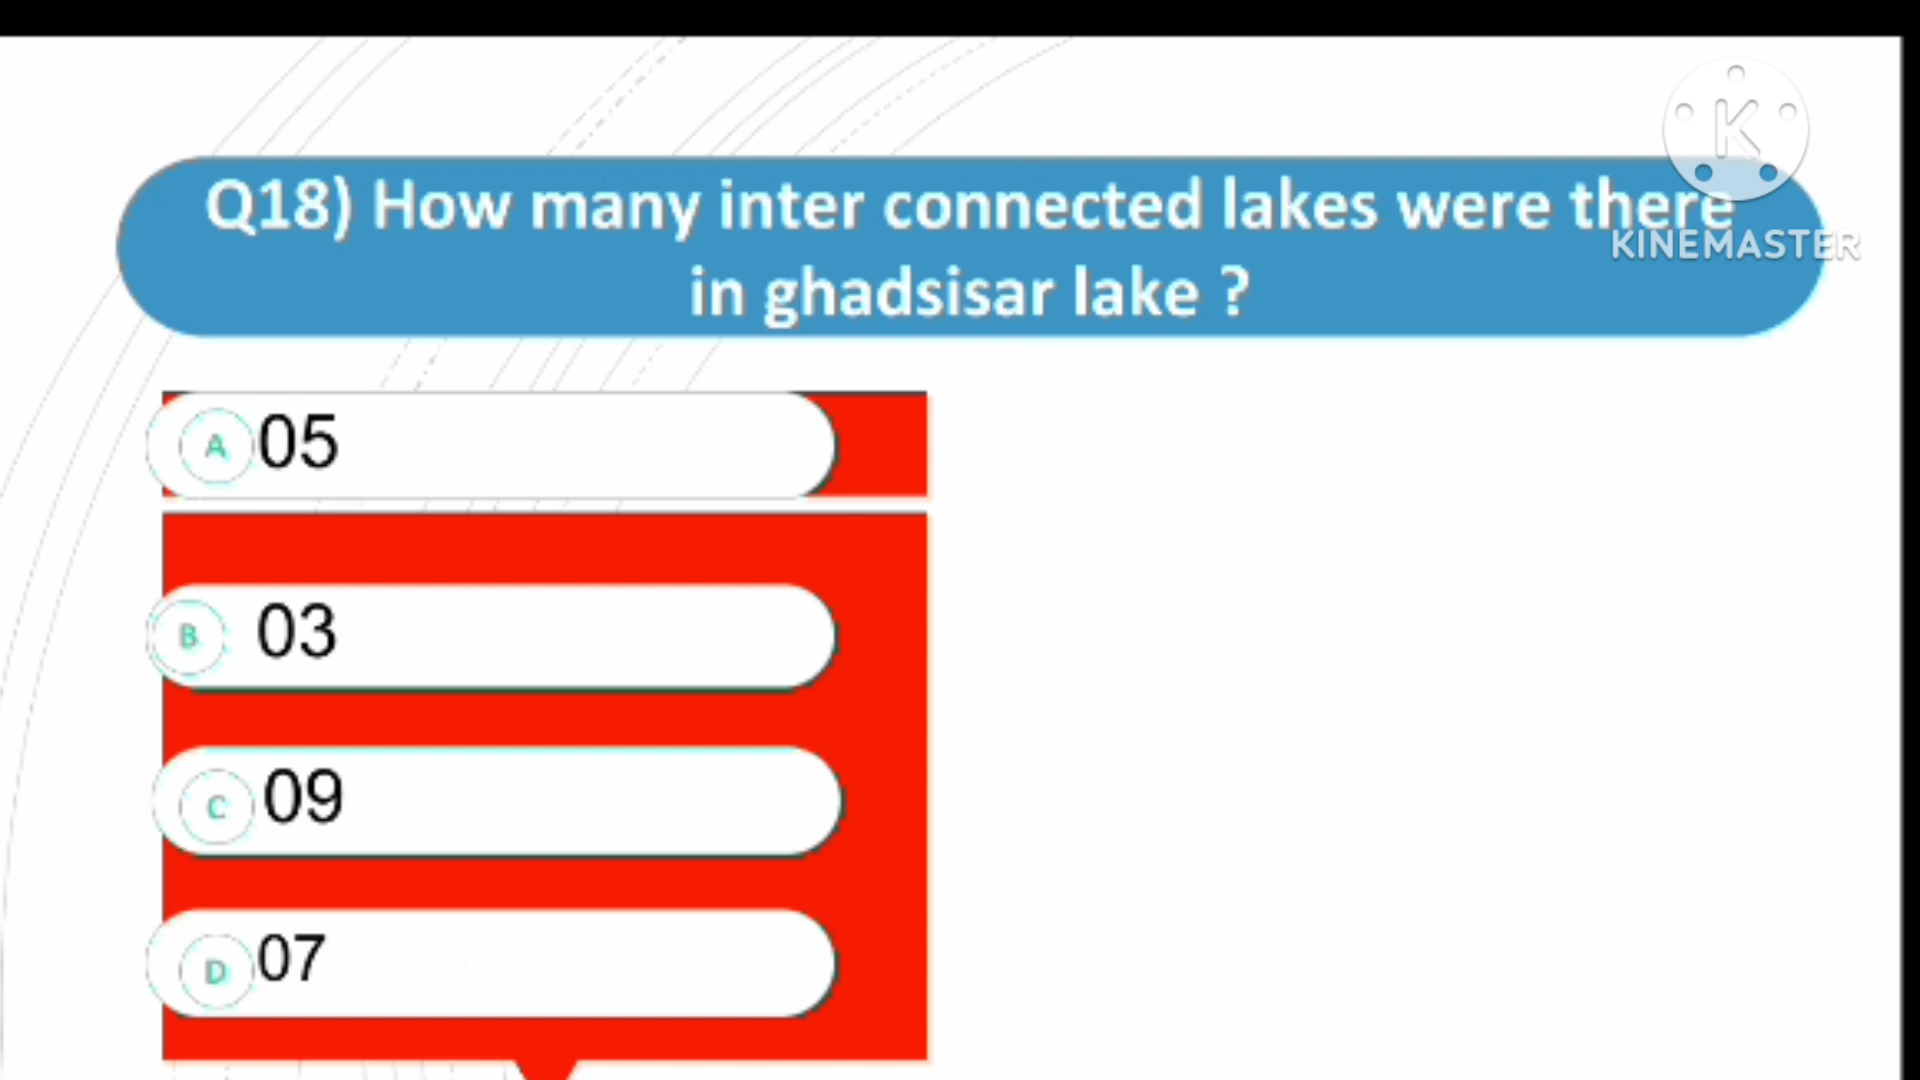 K
KINEMASTER
Q18) How many inter connected lakes were there
in ghadsisar lake ?
A 05
B 03
C 09
D 07